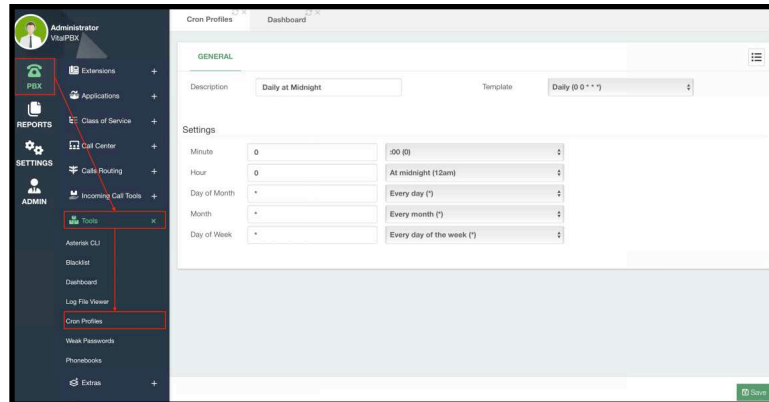 Administrator
VitalPBX
PBX
REPORTS
SETTINGS
ADMIN
Extensions +
Applications +
Class of Service +
Call Center +
Calls Routing +
Incoming Call Tools +
Tools ×
Asterisk CLI
Blacklist
Dashboard
Log File Viewer
Cron Profiles
Weak Passwords
Phonebooks
Extras +
Cron Profiles Dashboard
GENERAL
Description Daily at Midnight Template Daily (0 0 * * *)
Settings
Minute 0 :00 (0)
Hour 0 At midnight (12am)
Day of Month * Every day (*)
Month * Every month (*)
Day of Week * Every day of the week (*)
Save